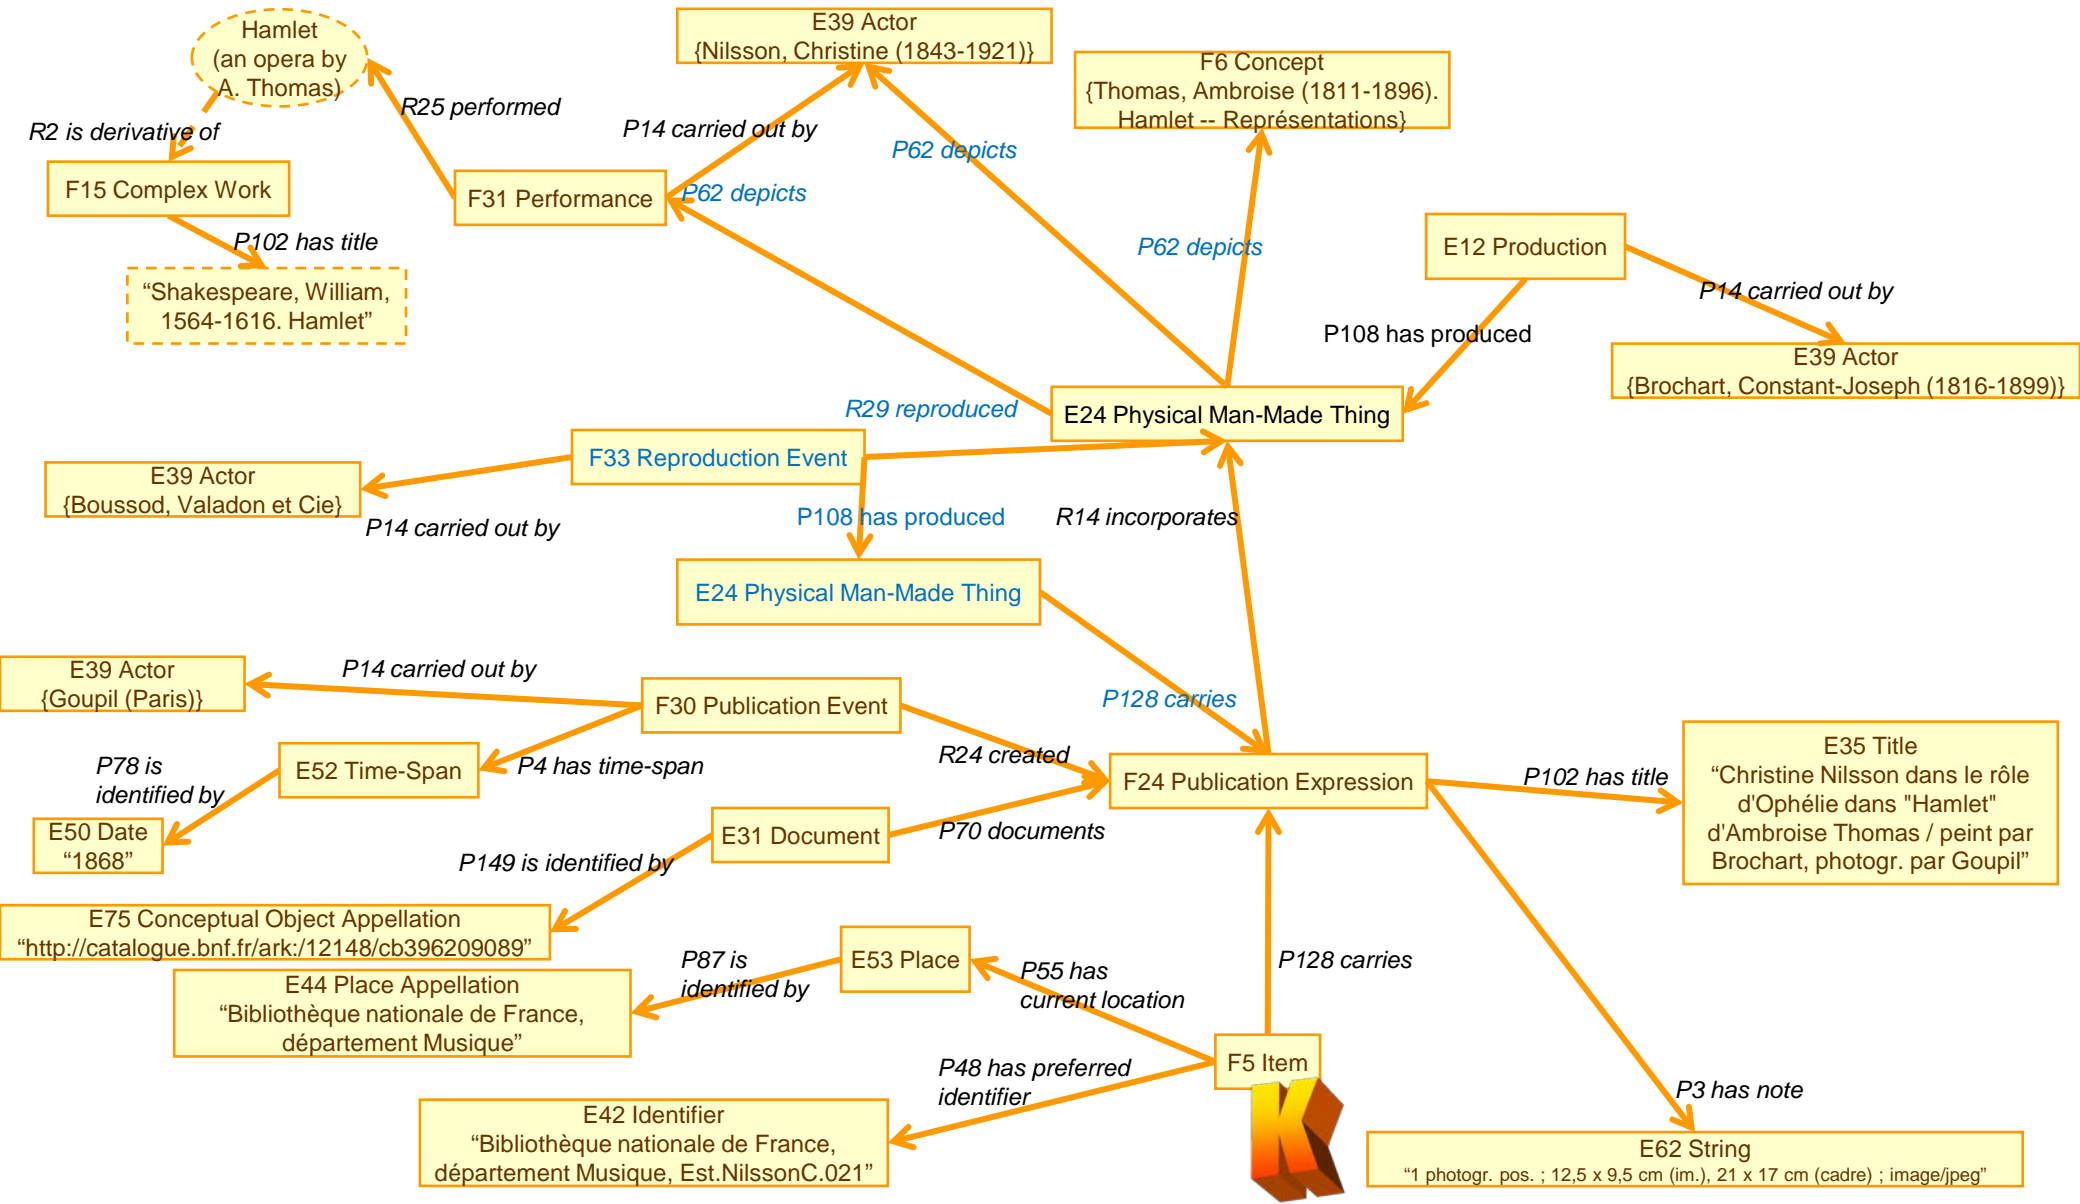 Hamlet
(an opera by
A. Thomas)
E39 Actor
{Nilsson, Christine (1843-1921)}
F6 Concept
{Thomas, Ambroise (1811-1896).
Hamlet -- Représentations}
R25 performed
R2 is derivative of
P14 carried out by
P62 depicts
F15 Complex Work
F31 Performance
P62 depicts
P102 has title
P62 depicts
E12 Production
“Shakespeare, William,
1564-1616. Hamlet”
P14 carried out by
P108 has produced
E39 Actor
{Brochart, Constant-Joseph (1816-1899)}
R29 reproduced
E24 Physical Man-Made Thing
F33 Reproduction Event
E39 Actor
{Boussod, Valadon et Cie}
P14 carried out by
P108 has produced
R14 incorporates
E24 Physical Man-Made Thing
E39 Actor
{Goupil (Paris)}
P14 carried out by
F30 Publication Event
P128 carries
P78 is
identified by
E52 Time-Span
P4 has time-span
R24 created
F24 Publication Expression
P102 has title
E35 Title
“Christine Nilsson dans le rôle
d'Ophélie dans "Hamlet"
d'Ambroise Thomas / peint par
Brochart, photogr. par Goupil”
E50 Date
“1868”
E31 Document
P70 documents
P149 is identified by
E75 Conceptual Object Appellation
“http://catalogue.bnf.fr/ark:/12148/cb396209089”
P87 is
identified by
E53 Place
P55 has
current location
P128 carries
E44 Place Appellation
“Bibliothèque nationale de France,
département Musique”
P48 has preferred
identifier
F5 Item
K
P3 has note
E42 Identifier
“Bibliothèque nationale de France,
département Musique, Est.NilssonC.021”
E62 String
“1 photogr. pos. ; 12,5 x 9,5 cm (im.), 21 x 17 cm (cadre) ; image/jpeg”